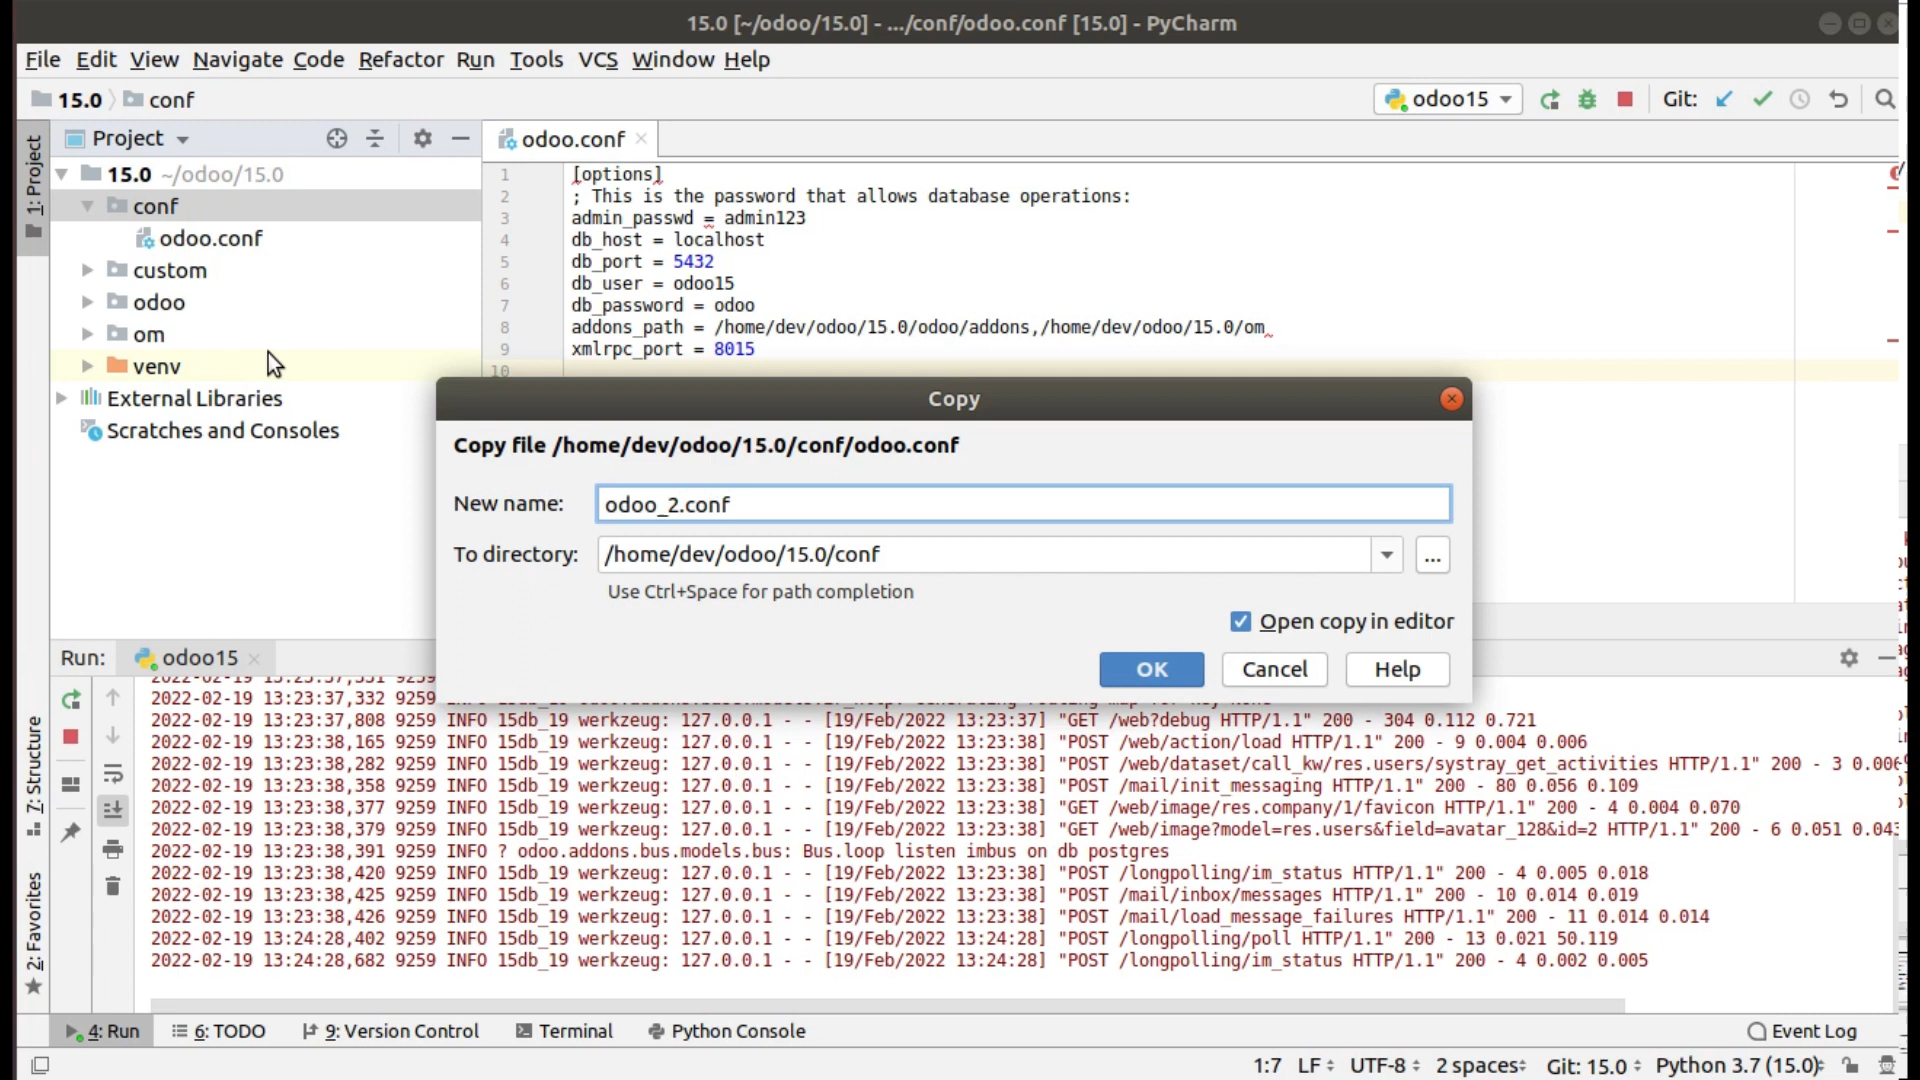 15.0 [~/odoo/15.0] - .../conf/odoo.conf [15.0] - PyCharm
File Edit View Navigate Code Refactor Run Tools VCS Window Help
15.0 conf
odoo15 Git:
1: Project
Project
odoo.conf
15.0 ~/odoo/15.0
conf
odoo.conf
custom
odoo
om
venv
External Libraries
Scratches and Consoles
1 [options]
2 ; This is the password that allows database operations:
3 admin_passwd = admin123
4 db_host = localhost
5 db_port = 5432
6 db_user = odoo15
7 db_password = odoo
8 addons_path = /home/dev/odoo/15.0/odoo/addons,/home/dev/odoo/15.0/om
9 xmlrpc_port = 8015
10
Copy
Copy file /home/dev/odoo/15.0/conf/odoo.conf
New name: odoo_2.conf
To directory: /home/dev/odoo/15.0/conf ...
Use Ctrl+Space for path completion
Open copy in editor
OK Cancel Help
Run: odoo15
7: Structure
2: Favorites
2022-02-19 13:23:37,332 9259
2022-02-19 13:23:37,808 9259 INFO 15db_19 werkzeug: 127.0.0.1 - - [19/Feb/2022 13:23:37] "GET /web?debug HTTP/1.1" 200 - 304 0.112 0.721
2022-02-19 13:23:38,165 9259 INFO 15db_19 werkzeug: 127.0.0.1 - - [19/Feb/2022 13:23:38] "POST /web/action/load HTTP/1.1" 200 - 9 0.004 0.006
2022-02-19 13:23:38,282 9259 INFO 15db_19 werkzeug: 127.0.0.1 - - [19/Feb/2022 13:23:38] "POST /web/dataset/call_kw/res.users/systray_get_activities HTTP/1.1" 200 - 3 0.006
2022-02-19 13:23:38,358 9259 INFO 15db_19 werkzeug: 127.0.0.1 - - [19/Feb/2022 13:23:38] "POST /mail/init_messaging HTTP/1.1" 200 - 80 0.056 0.109
2022-02-19 13:23:38,377 9259 INFO 15db_19 werkzeug: 127.0.0.1 - - [19/Feb/2022 13:23:38] "GET /web/image/res.company/1/favicon HTTP/1.1" 200 - 4 0.004 0.070
2022-02-19 13:23:38,379 9259 INFO 15db_19 werkzeug: 127.0.0.1 - - [19/Feb/2022 13:23:38] "GET /web/image?model=res.users&field=avatar_128&id=2 HTTP/1.1" 200 - 6 0.051 0.043
2022-02-19 13:23:38,391 9259 INFO ? odoo.addons.bus.models.bus: Bus.loop listen imbus on db postgres
2022-02-19 13:23:38,420 9259 INFO 15db_19 werkzeug: 127.0.0.1 - - [19/Feb/2022 13:23:38] "POST /longpolling/im_status HTTP/1.1" 200 - 4 0.005 0.018
2022-02-19 13:23:38,425 9259 INFO 15db_19 werkzeug: 127.0.0.1 - - [19/Feb/2022 13:23:38] "POST /mail/inbox/messages HTTP/1.1" 200 - 10 0.014 0.019
2022-02-19 13:23:38,426 9259 INFO 15db_19 werkzeug: 127.0.0.1 - - [19/Feb/2022 13:23:38] "POST /mail/load_message_failures HTTP/1.1" 200 - 11 0.014 0.014
2022-02-19 13:24:28,402 9259 INFO 15db_19 werkzeug: 127.0.0.1 - - [19/Feb/2022 13:24:28] "POST /longpolling/poll HTTP/1.1" 200 - 13 0.021 50.119
2022-02-19 13:24:28,682 9259 INFO 15db_19 werkzeug: 127.0.0.1 - - [19/Feb/2022 13:24:28] "POST /longpolling/im_status HTTP/1.1" 200 - 4 0.002 0.005
4: Run 6: TODO 9: Version Control Terminal Python Console Event Log
1:7 LF UTF-8 2 spaces Git: 15.0 Python 3.7 (15.0)